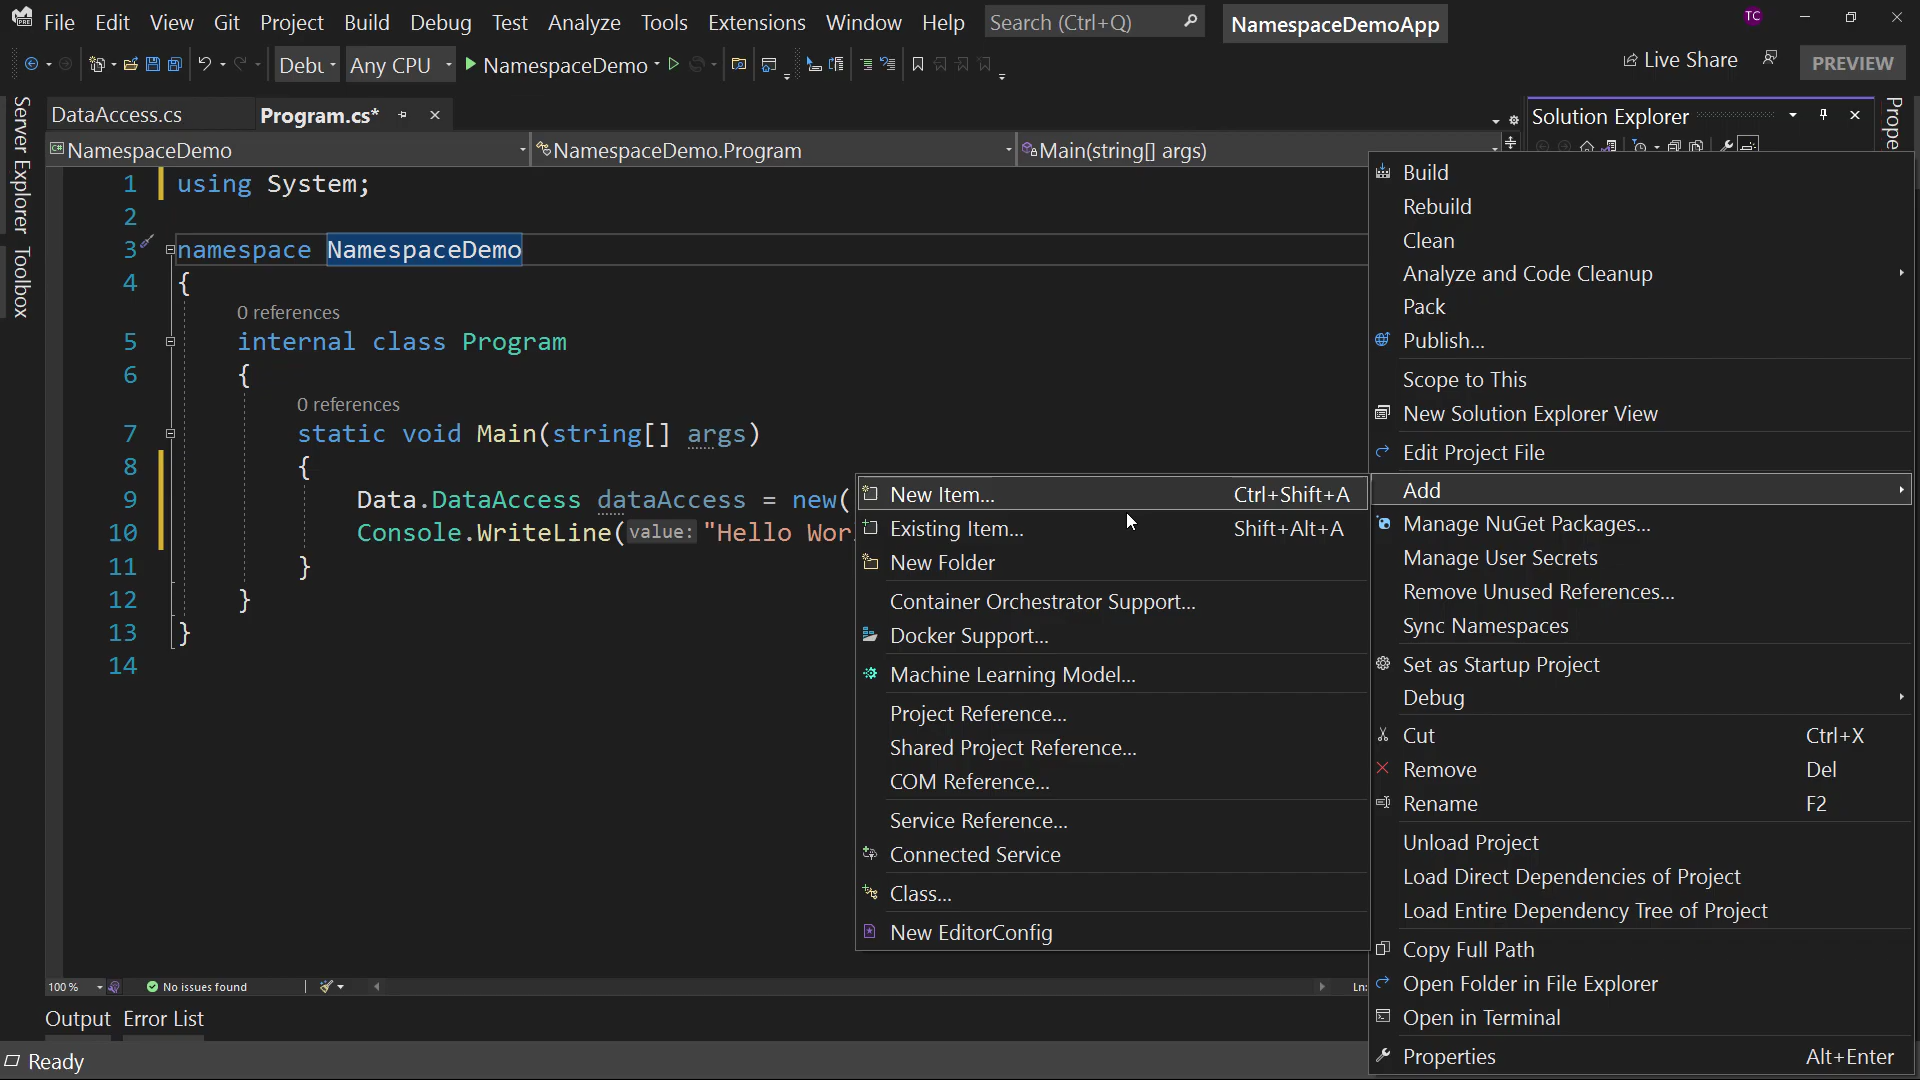 File Edit View Git Project Build Debug Test Analyze Tools Extensions Window Help Search (Ctrl+Q) NamespaceDemoApp TC
Debu Any CPU NamespaceDemo Live Share PREVIEW
Server Explorer
Toolbox
DataAccess.cs Program.cs*
NamespaceDemo NamespaceDemo.Program Main(string[] args)
Solution Explorer
Prope
1 using System;
2
3 namespace NamespaceDemo
4 {
0 references
5 internal class Program
6 {
0 references
7 static void Main(string[] args)
8 {
9 Data.DataAccess dataAccess = new(
10 Console.WriteLine(value: "Hello Wor
11 }
12 }
13 }
14
New Item... Ctrl+Shift+A
Existing Item... Shift+Alt+A
New Folder
Container Orchestrator Support...
Docker Support...
Machine Learning Model...
Project Reference...
Shared Project Reference...
COM Reference...
Service Reference...
Connected Service
Class...
New EditorConfig
Build
Rebuild
Clean
Analyze and Code Cleanup
Pack
Publish...
Scope to This
New Solution Explorer View
Edit Project File
Add
Manage NuGet Packages...
Manage User Secrets
Remove Unused References...
Sync Namespaces
Set as Startup Project
Debug
Cut Ctrl+X
Remove Del
Rename F2
Unload Project
Load Direct Dependencies of Project
Load Entire Dependency Tree of Project
Copy Full Path
Open Folder in File Explorer
Open in Terminal
Properties Alt+Enter
100 % No issues found Ln:
Output Error List
Ready